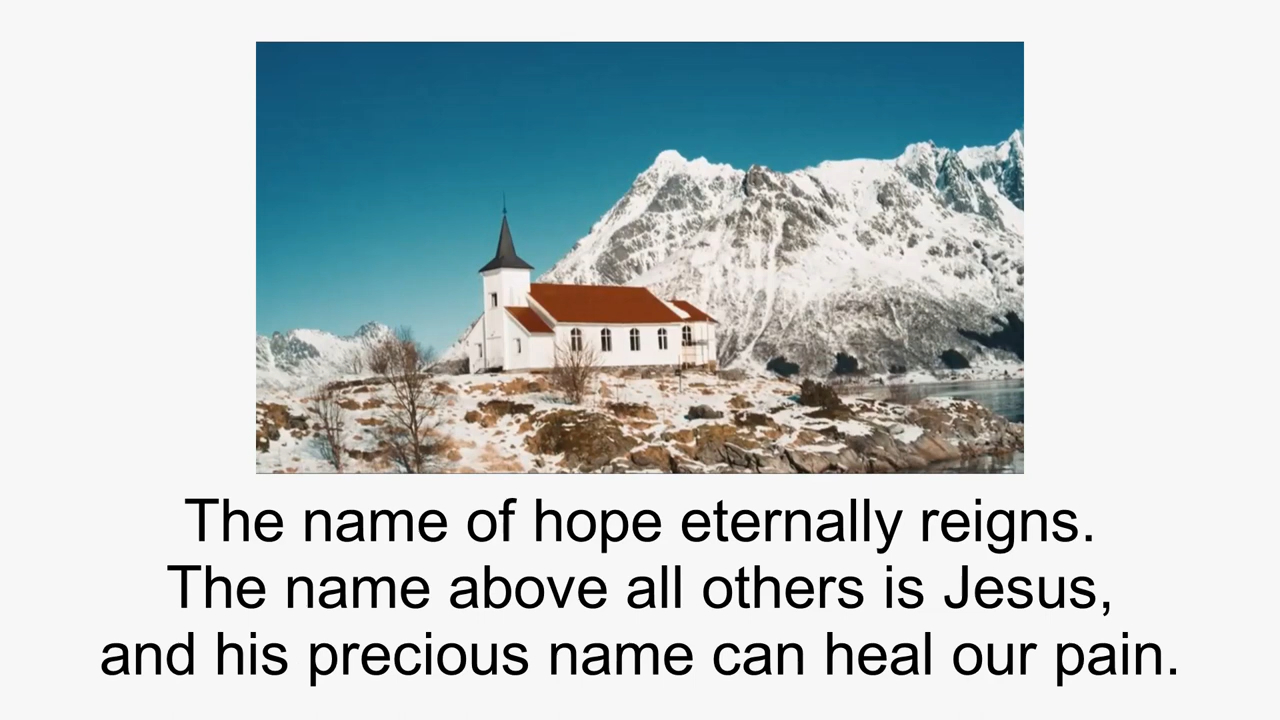 The name of hope eternally reigns.
The name above all others is Jesus,
and his precious name can heal our pain.